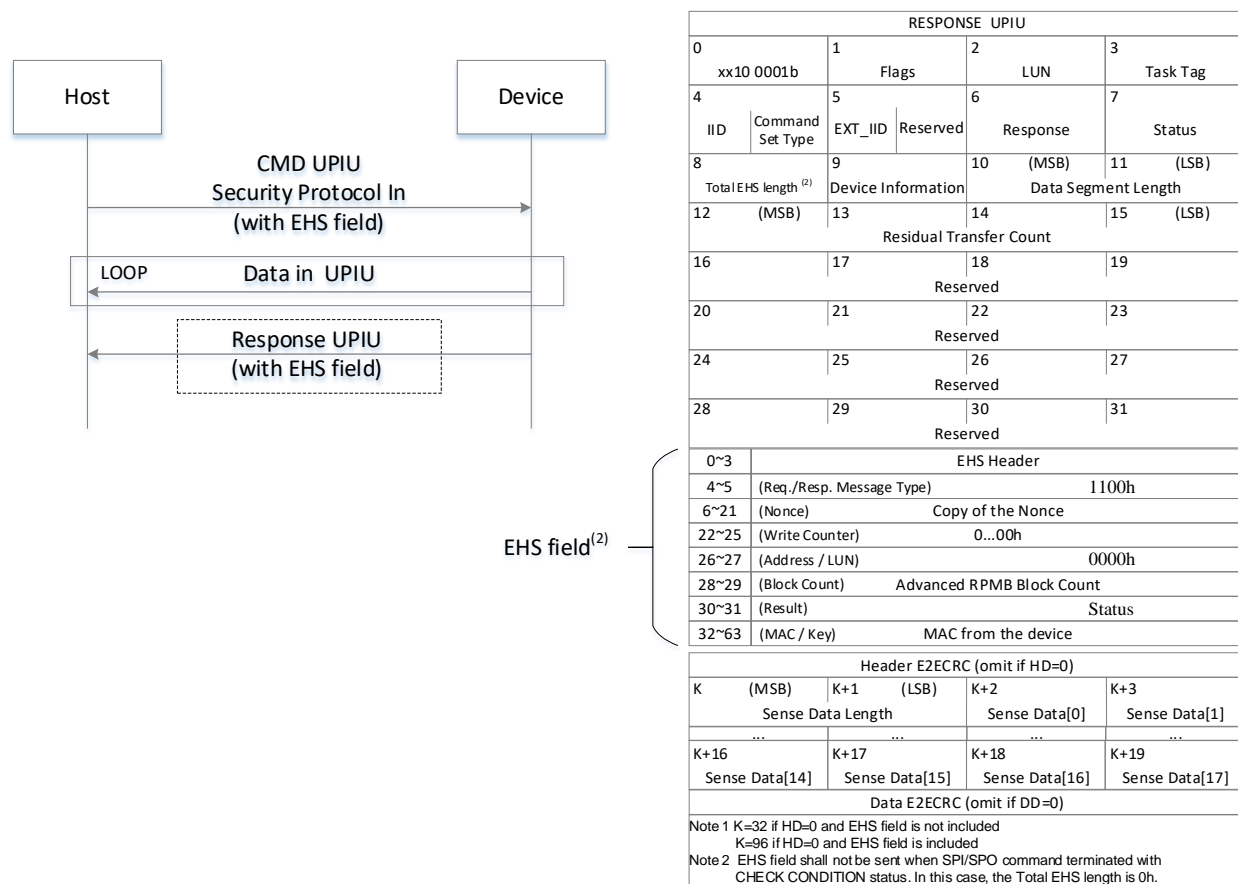 Host
Device
CMD UPIU
Security Protocol In
(with EHS field)
LOOP
Data in UPIU
Response UPIU
(with EHS field)
RESPONSE UPIU
0 1 2 3
xx10 0001b Flags LUN Task Tag
4 5 6 7
IID Command Set Type EXT_IID Reserved Response Status
8 9 10 (MSB) 11 (LSB)
Total EHS length (2) Device Information Data Segment Length
12 (MSB) 13 14 15 (LSB)
Residual Transfer Count
16 17 18 19
Reserved
20 21 22 23
Reserved
24 25 26 27
Reserved
28 29 30 31
Reserved
EHS field(2)
0~3 EHS Header
4~5 (Req./Resp. Message Type) 1100h
6~21 (Nonce) Copy of the Nonce
22~25 (Write Counter) 0...00h
26~27 (Address / LUN) 0000h
28~29 (Block Count) Advanced RPMB Block Count
30~31 (Result) Status
32~63 (MAC / Key) MAC from the device
Header E2ECRC (omit if HD=0)
K (MSB) K+1 (LSB) K+2 K+3
Sense Data Length Sense Data[0] Sense Data[1]
... ... ... ...
K+16 K+17 K+18 K+19
Sense Data[14] Sense Data[15] Sense Data[16] Sense Data[17]
Data E2ECRC (omit if DD=0)
Note 1 K=32 if HD=0 and EHS field is not included
K=96 if HD=0 and EHS field is included
Note 2 EHS field shall not be sent when SPI/SPO command terminated with
CHECK CONDITION status. In this case, the Total EHS length is 0h.